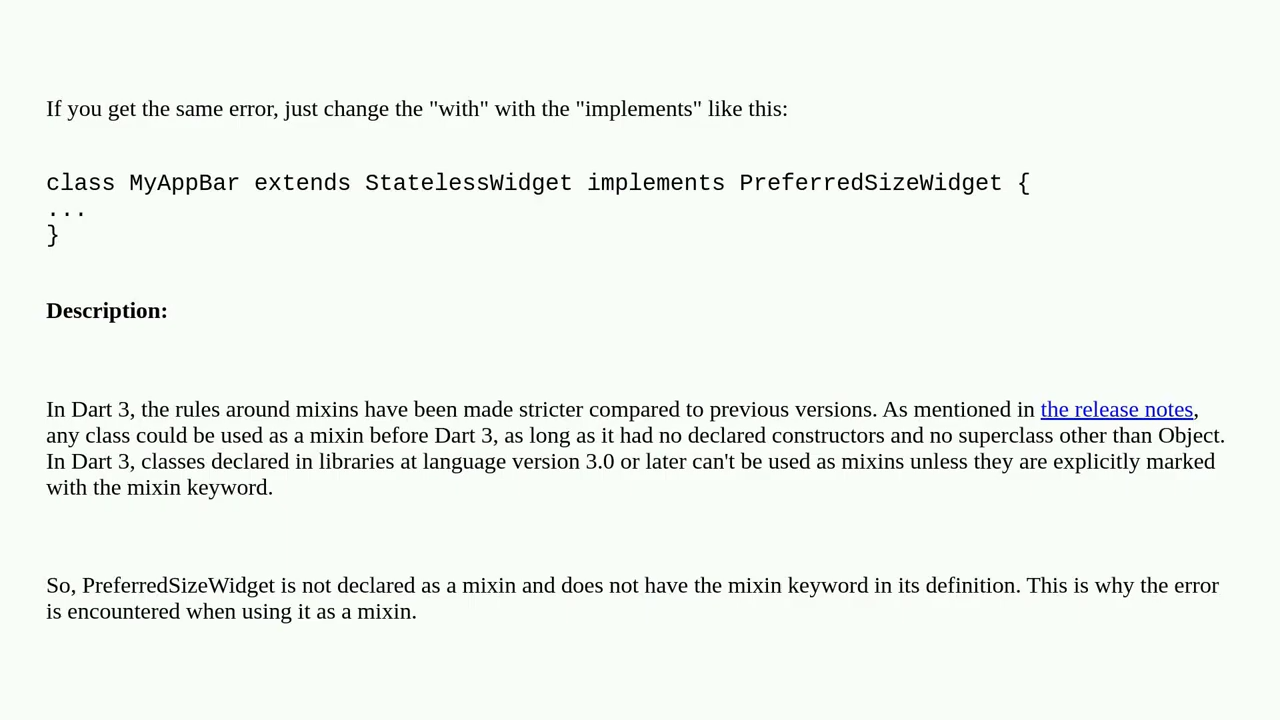 If you get the same error, just change the "with" with the "implements" like this:
class MyAppBar extends StatelessWidget implements PreferredSizeWidget {
...
}
Description:
In Dart 3, the rules around mixins have been made stricter compared to previous versions. As mentioned in the release notes,
any class could be used as a mixin before Dart 3, as long as it had no declared constructors and no superclass other than Object.
In Dart 3, classes declared in libraries at language version 3.0 or later can't be used as mixins unless they are explicitly marked
with the mixin keyword.
So, PreferredSizeWidget is not declared as a mixin and does not have the mixin keyword in its definition. This is why the error
is encountered when using it as a mixin.